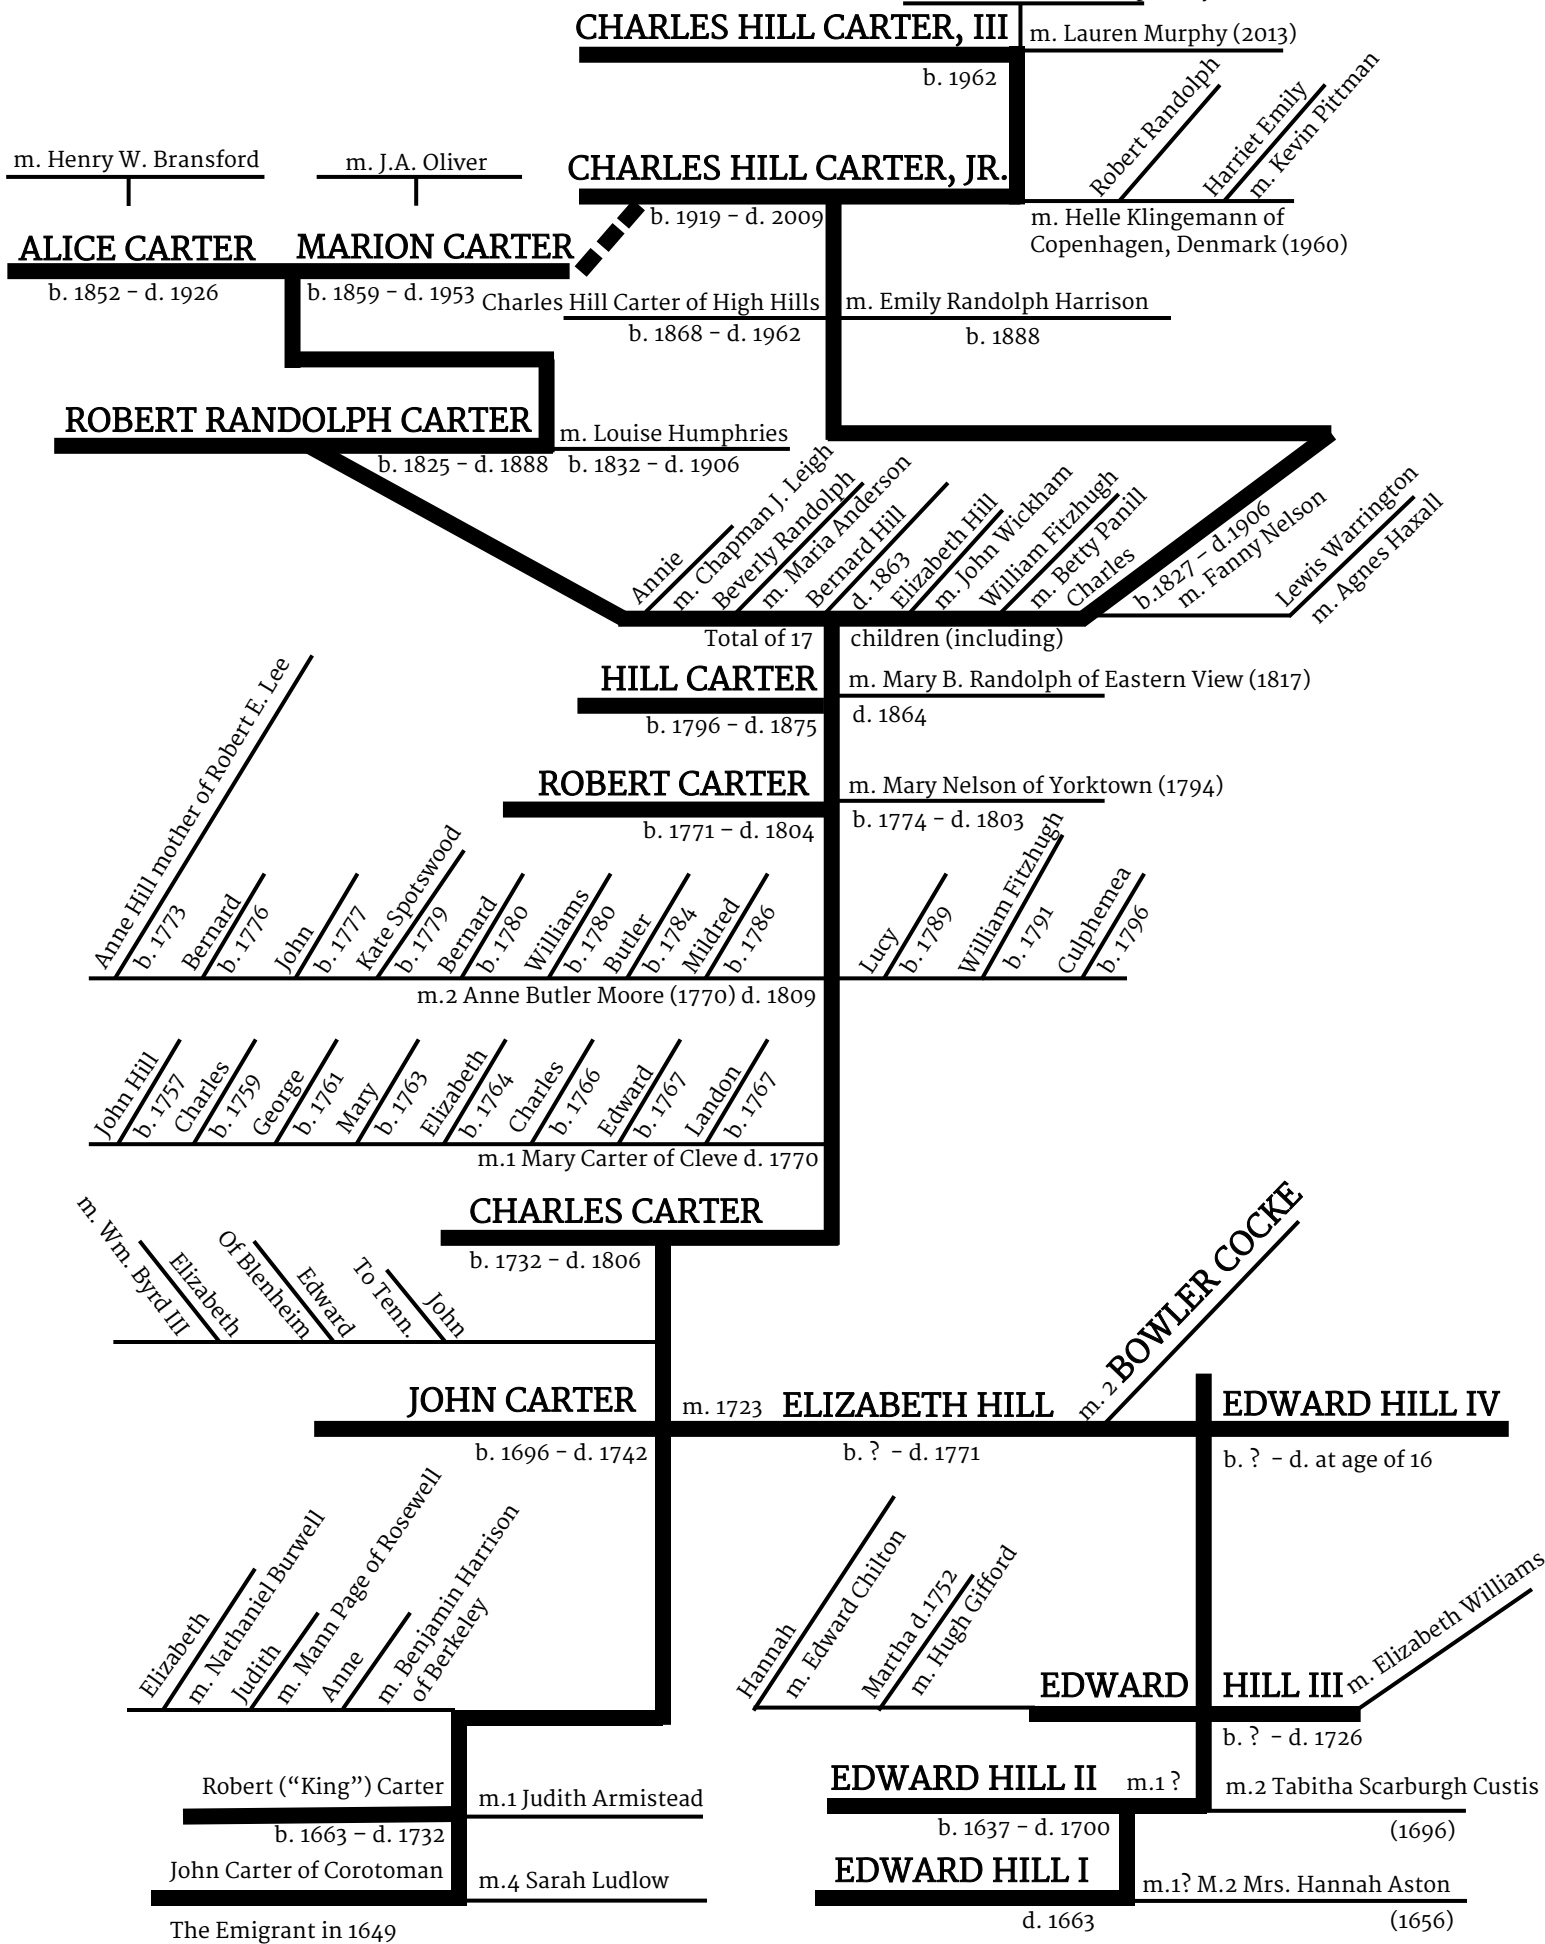 CHARLES HILL CARTER, III
m. Lauren Murphy (2013)
b. 1962
Robert Randolph
Harriet Emily
m. Kevin Pittman
m. Henry W. Bransford
m. J.A. Oliver
CHARLES HILL CARTER, JR.
b. 1919 - d. 2009
m. Helle Klingemann of
Copenhagen, Denmark (1960)
ALICE CARTER
MARION CARTER
b. 1852 - d. 1926
b. 1859 - d. 1953
Charles Hill Carter of High Hills
m. Emily Randolph Harrison
b. 1868 - d. 1962
b. 1888
ROBERT RANDOLPH CARTER
m. Louise Humphries
b. 1825 - d. 1888
b. 1832 - d. 1906
Annie
m. Chapman J. Leigh
Beverly Randolph
m. Maria Anderson
Bernard Hill
d. 1863
Elizabeth Hill
m. John Wickham
William Fitzhugh
m. Betty Panill
Charles
b.1827 - d.1906
m. Fanny Nelson
Lewis Warrington
m. Agnes Haxall
Total of 17
children (including)
HILL CARTER
m. Mary B. Randolph of Eastern View (1817)
b. 1796 - d. 1875
d. 1864
ROBERT CARTER
m. Mary Nelson of Yorktown (1794)
b. 1771 - d. 1804
b. 1774 - d. 1803
Anne Hill mother of Robert E. Lee
b. 1773
Bernard
b. 1776
John
b. 1777
Kate Spotswood
b. 1779
Bernard
b. 1780
Williams
b. 1780
Butler
b. 1784
Mildred
b. 1786
Lucy
b. 1789
William Fitzhugh
b. 1791
Culphemea
b. 1796
m.2 Anne Butler Moore (1770) d. 1809
John Hill
b. 1757
Charles
b. 1759
George
b. 1761
Mary
b. 1763
Elizabeth
b. 1764
Charles
b. 1766
Edward
b. 1767
Landon
b. 1767
m.1 Mary Carter of Cleve d. 1770
CHARLES CARTER
b. 1732 - d. 1806
m. Wm. Byrd III
Elizabeth
Of Blenheim
Edward
To Tenn.
John
JOHN CARTER
m. 1723
ELIZABETH HILL
m. 2 BOWLER COCKE
EDWARD HILL IV
b. 1696 - d. 1742
b. ? - d. 1771
b. ? - d. at age of 16
Elizabeth
m. Nathaniel Burwell
Judith
m. Mann Page of Rosewell
Anne
m. Benjamin Harrison
of Berkeley
Hannah
m. Edward Chilton
Martha d.1752
m. Hugh Gifford
EDWARD HILL III
m. Elizabeth Williams
b. ? - d. 1726
Robert (“King”) Carter
m.1 Judith Armistead
b. 1663 - d. 1732
EDWARD HILL II
m.1 ?
m.2 Tabitha Scarburgh Custis
b. 1637 - d. 1700
(1696)
John Carter of Corotoman
m.4 Sarah Ludlow
The Emigrant in 1649
EDWARD HILL I
m.1? M.2 Mrs. Hannah Aston
d. 1663
(1656)